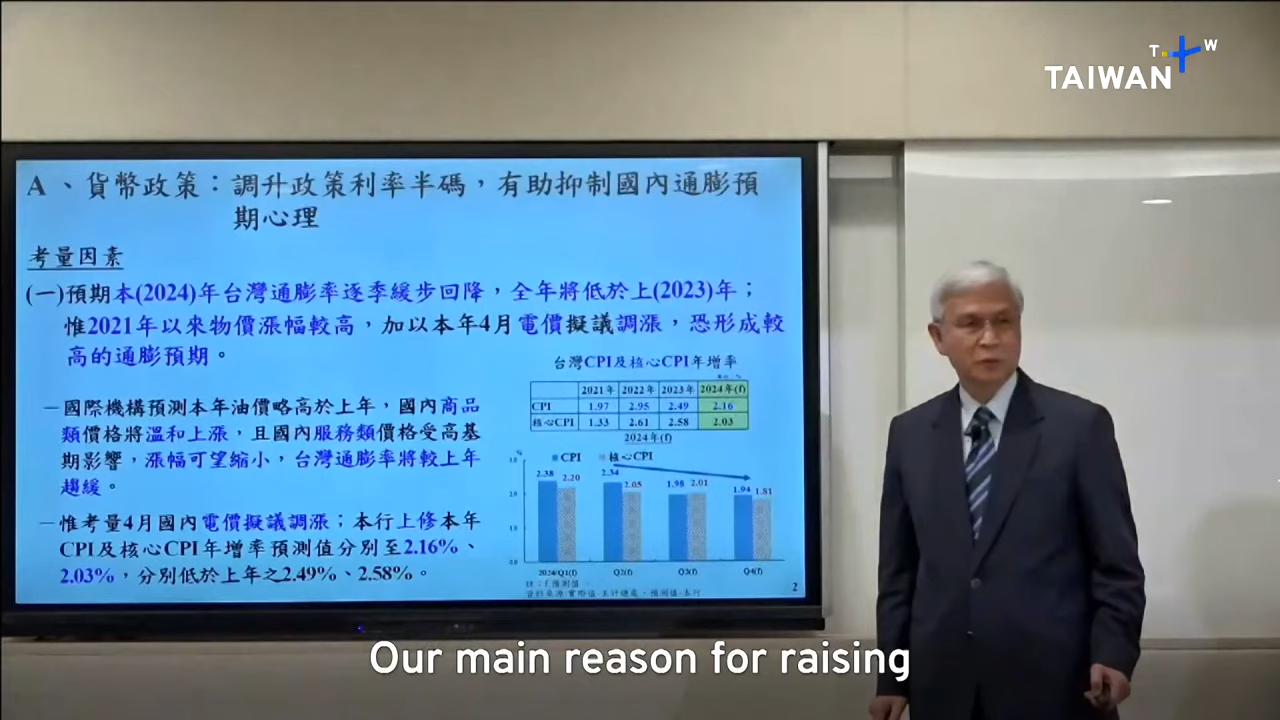 T W
TAIWAN
A、貨幣政策：調升政策利率半碼，有助抑制國內通膨預
期心理
考量因素
(一)預期本(2024)年台灣通膨率逐季緩步回降，全年將低於上(2023)年；
惟2021年以來物價漲幅較高，加以本年4月電價擬議調漲，恐形成較
高的通膨預期。
台灣CPI及核心CPI年增率
2021年 2022年 2023年 2024年(f)
CPI 1.97 2.95 2.49 2.16
核心CPI 1.33 2.61 2.58 2.03
－國際機構預測本年油價略高於上年，國內商品
類價格將溫和上漲，且國內服務類價格受高基
期影響，漲幅可望縮小，台灣通膨率將較上年
趨緩。
－惟考量4月國內電價擬議調漲；本行上修本年
CPI及核心CPI年增率預測值分別至2.16%、
2.03%，分別低於上年之2.49%、2.58%。
2024年(f)
%
CPI 核心CPI
3.0
2.0
1.0
0.0
2.38 2.20 2.34 2.05 1.98 2.01 1.94 1.81
2024/Q1(f) Q2(f) Q3(f) Q4(f)
註：f:預測值
2
Our main reason for raising